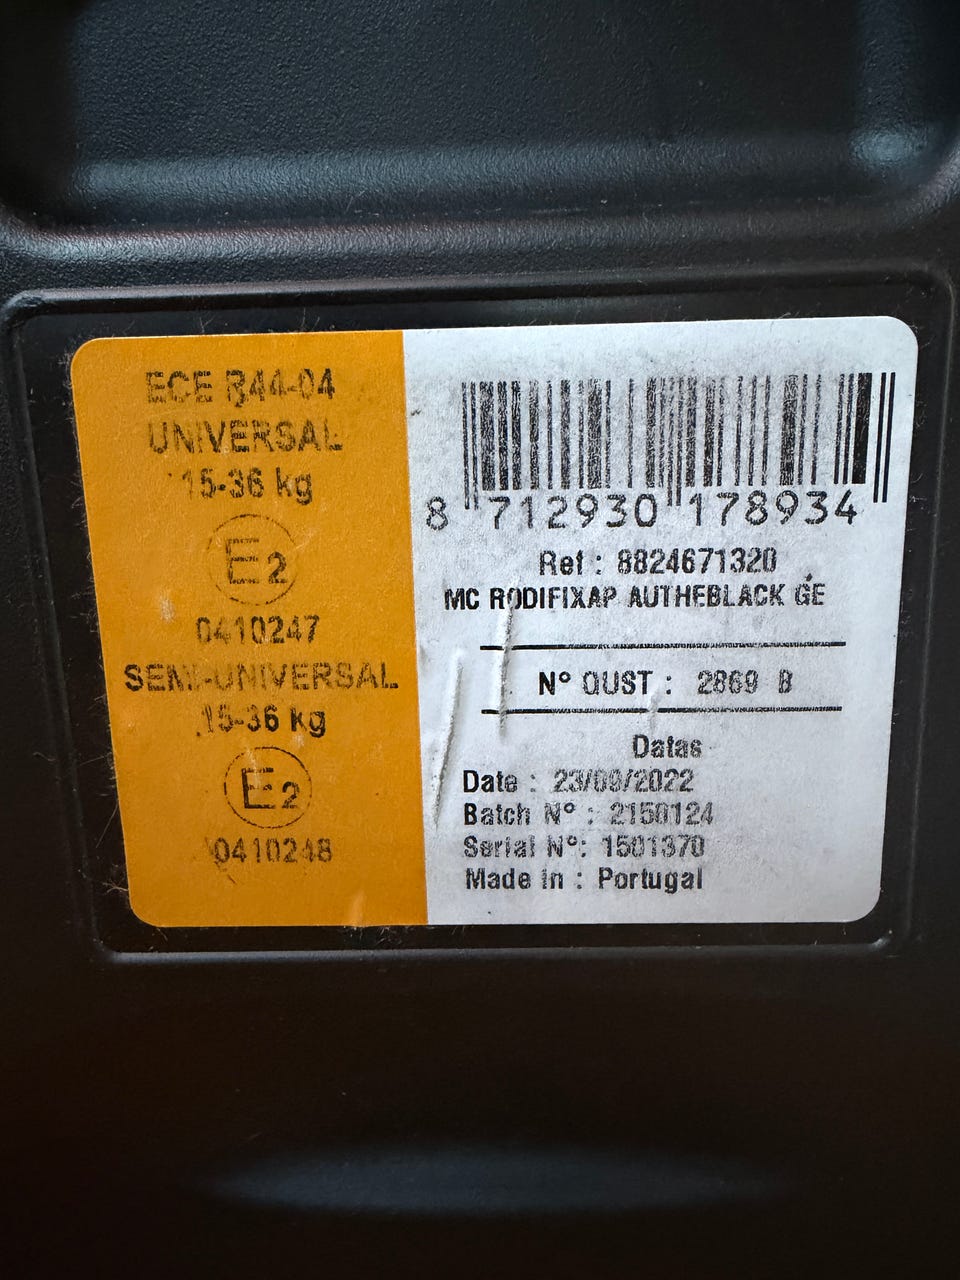 ECE R44-04
UNIVERSAL
15-36 kg
E2
0410247
SEMI-UNIVERSAL
15-36 kg
E2
0410248
8 712930 178934
Ref : 8824671320
MC RODIFIXAP AUTHEBLACK GE
N° OUST : 2869 B
Datas
Date : 23/09/2022
Batch N° : 2150124
Serial N°: 1501370
Made in : Portugal